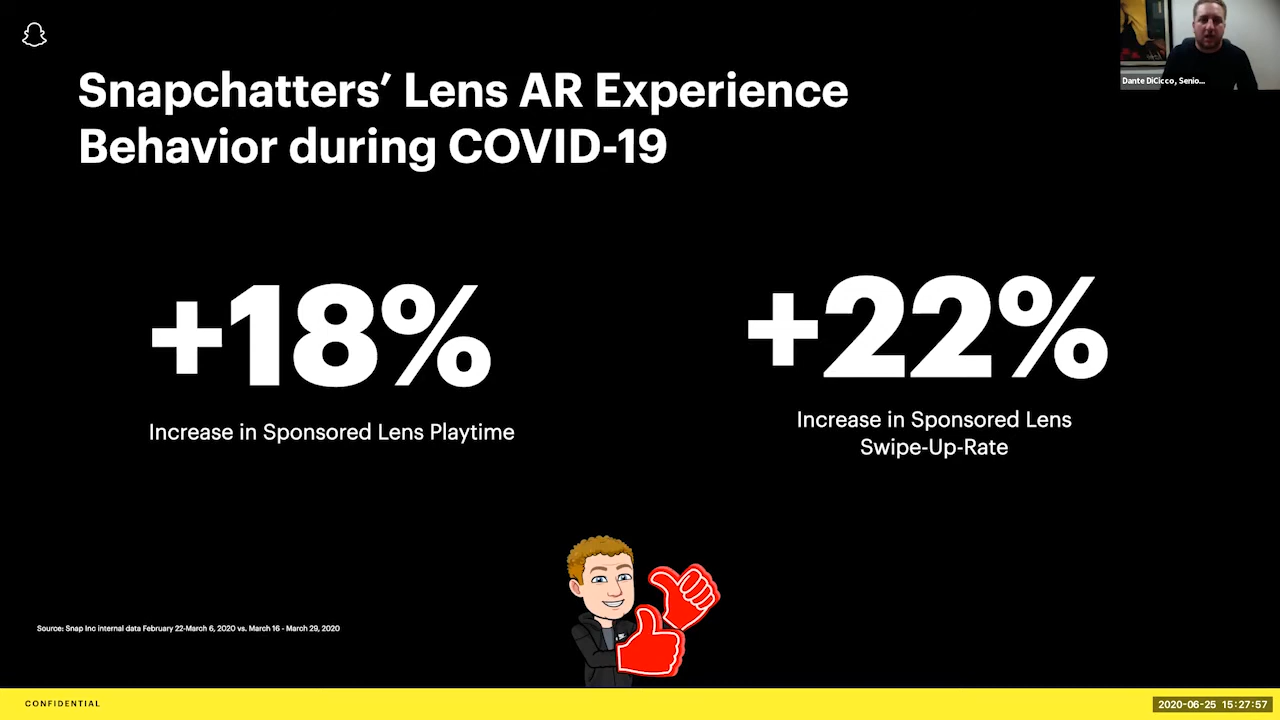 Snapchatters’ Lens AR Experience
Behavior during COVID-19
Dante DiCicco, Senio...
+18%
Increase in Sponsored Lens Playtime
+22%
Increase in Sponsored Lens
Swipe-Up-Rate
Source: Snap Inc internal data February 22-March 6, 2020 vs. March 16 - March 29, 2020
CONFIDENTIAL
2020-06-25 15:27:57